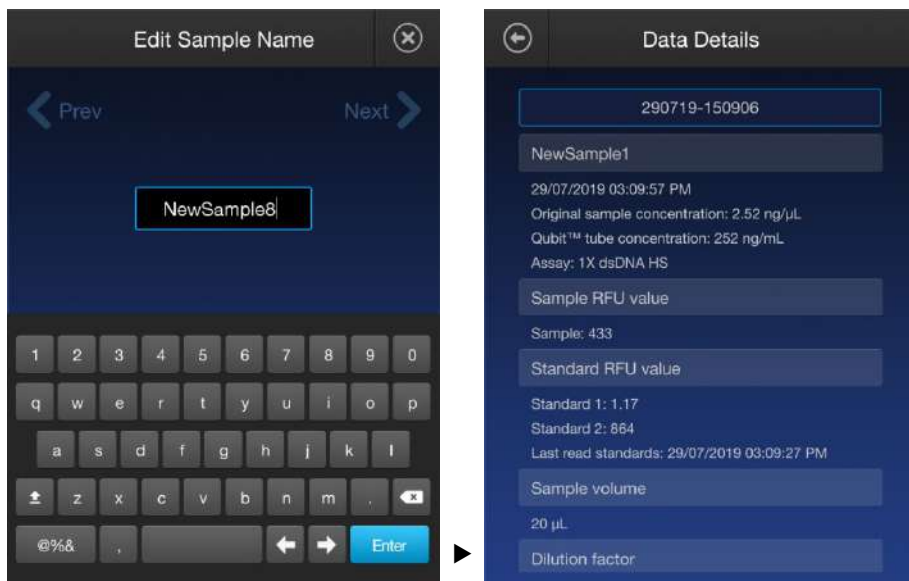 Edit Sample Name
Prev
Next
NewSample8
1 2 3 4 5 6 7 8 9 0
q w e r t y u i o p
a s d f g h j k l
z x c v b n m .
@%& , Enter
Data Details
290719-150906
NewSample1
29/07/2019 03:09:57 PM
Original sample concentration: 2.52 ng/µL
Qubit™ tube concentration: 252 ng/mL
Assay: 1X dsDNA HS
Sample RFU value
Sample: 433
Standard RFU value
Standard 1: 1.17
Standard 2: 864
Last read standards: 29/07/2019 03:09:27 PM
Sample volume
20 µL
Dilution factor